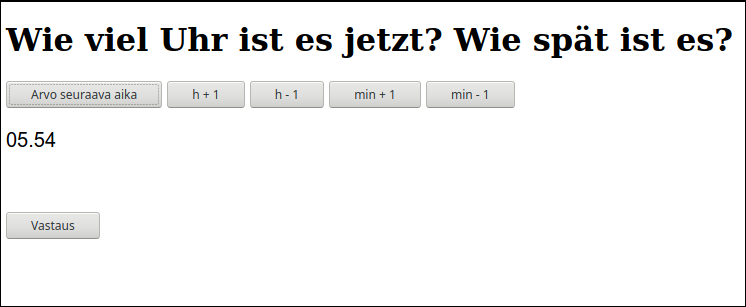 Wie viel Uhr ist es jetzt? Wie spät ist es?
Arvo seuraava aika h + 1 h - 1 min + 1 min - 1
05.54
Vastaus